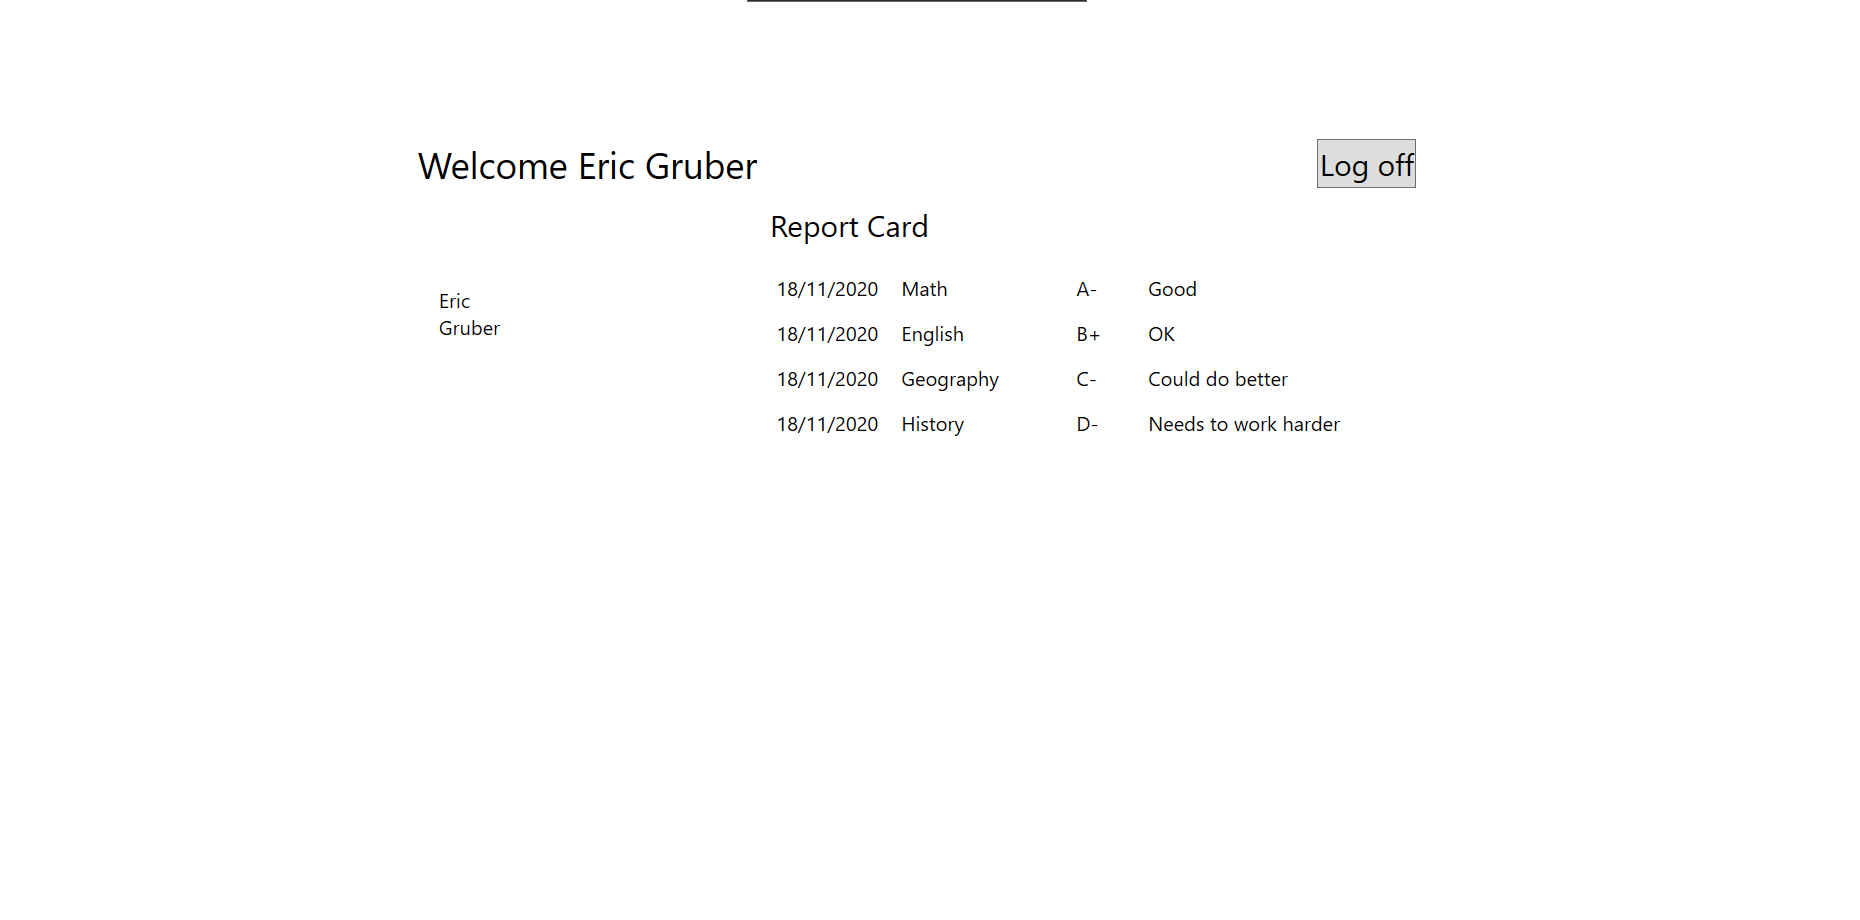 Welcome Eric Gruber
Log off
Report Card
Eric
Gruber
18/11/2020 Math A- Good
18/11/2020 English B+ OK
18/11/2020 Geography C- Could do better
18/11/2020 History D- Needs to work harder